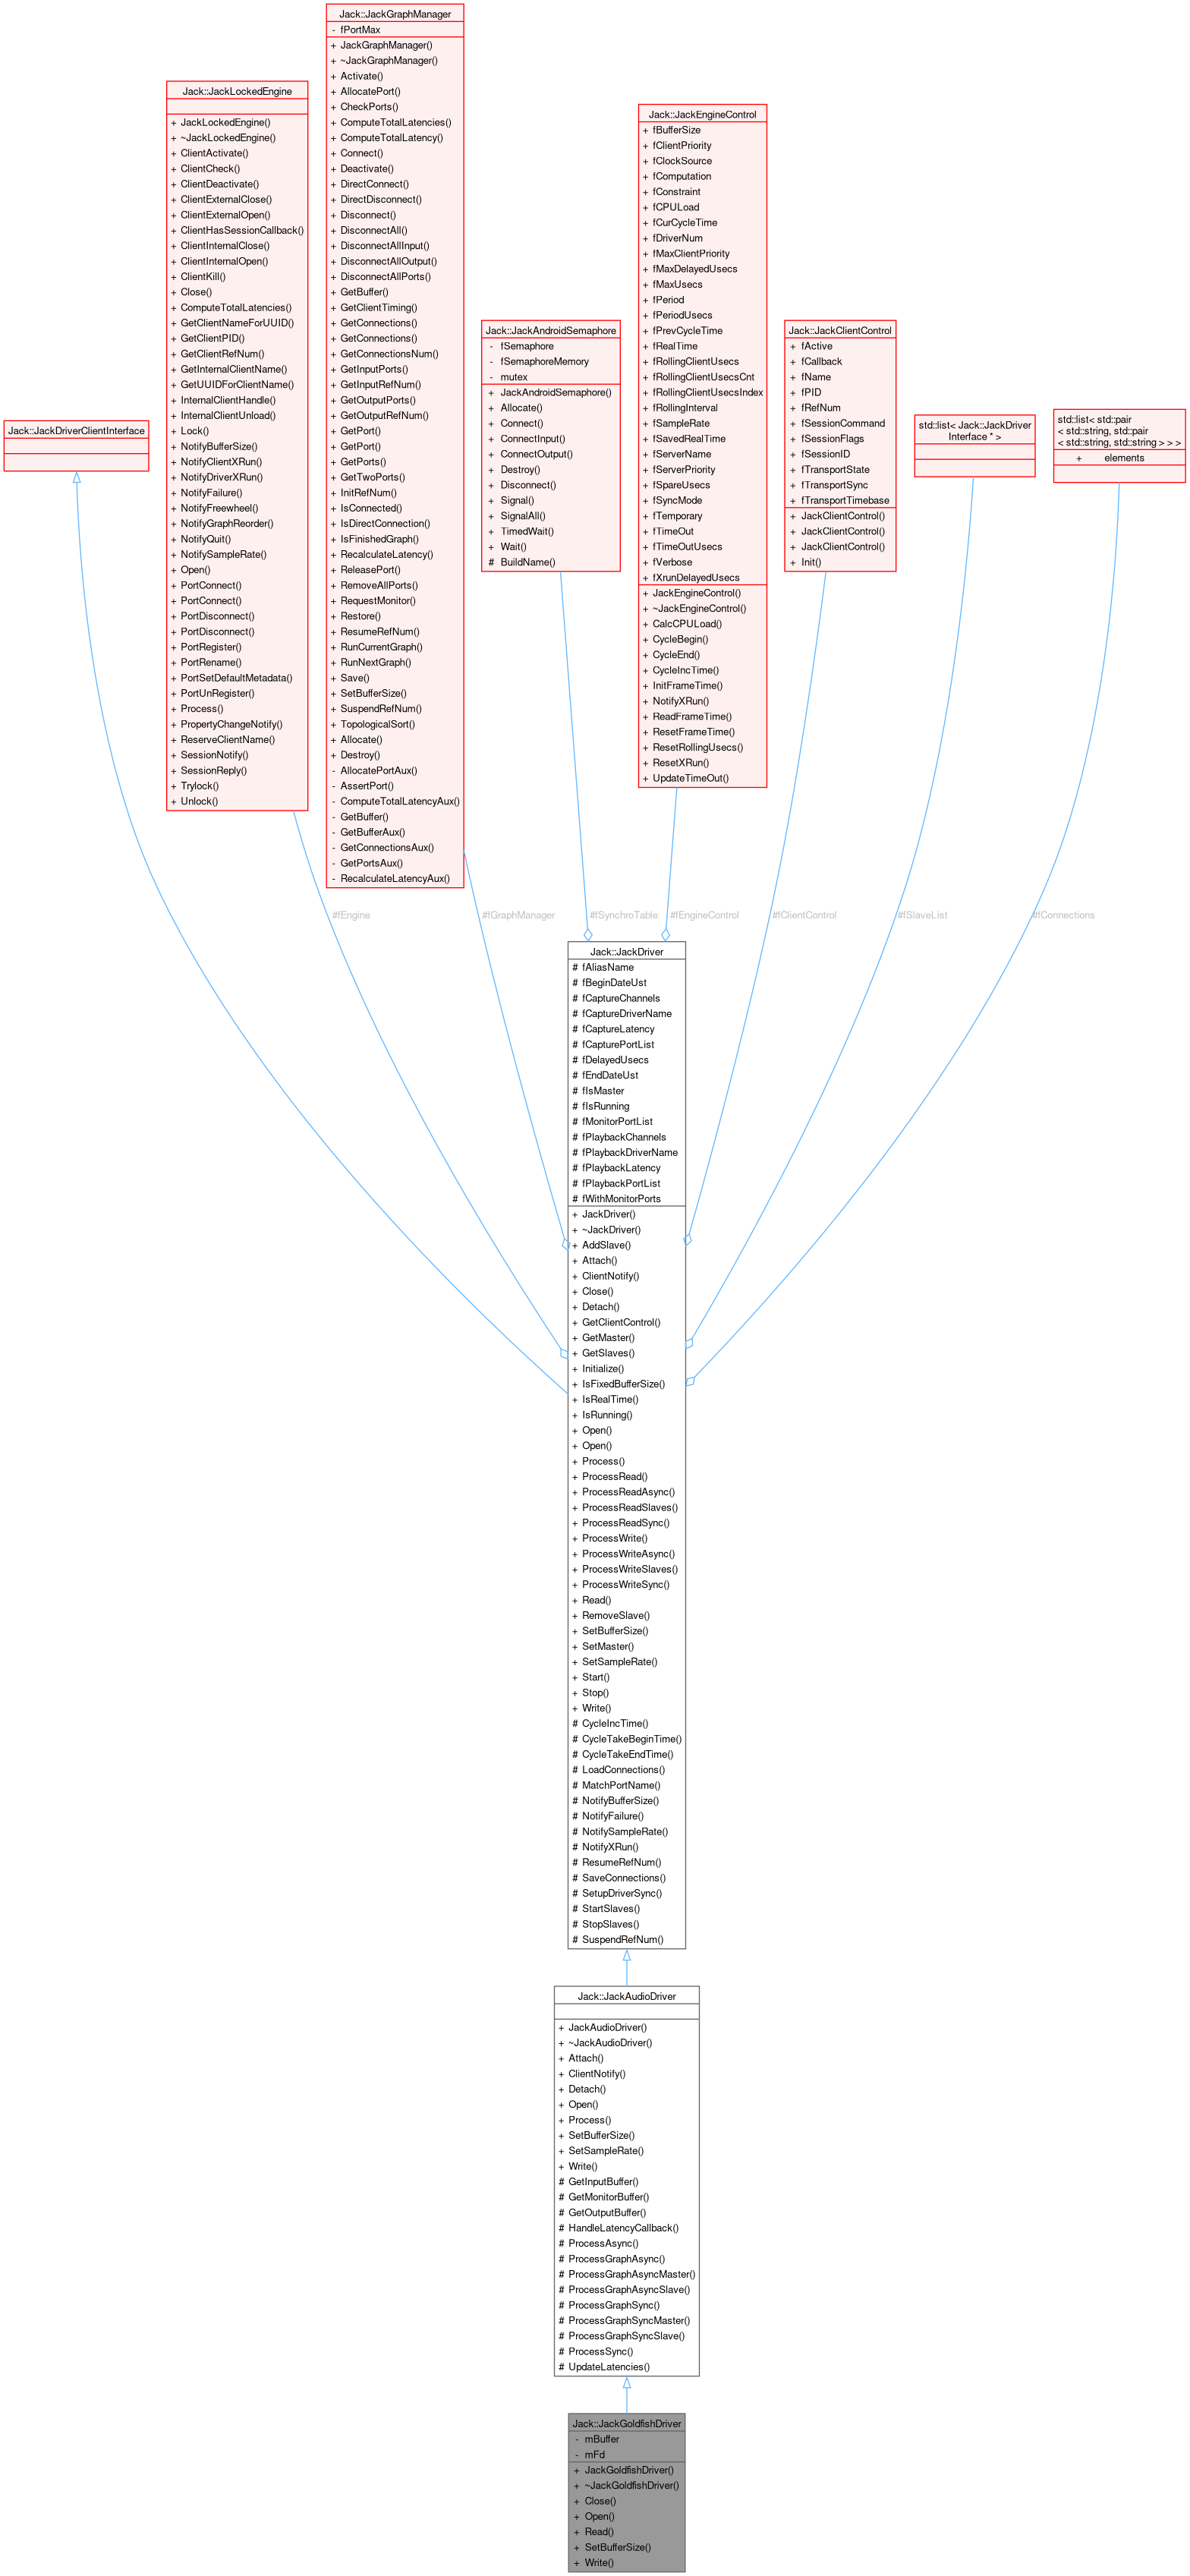 Jack::JackGraphManager
- fPortMax
+ JackGraphManager()
+ ~JackGraphManager()
+ Activate()
+ AllocatePort()
+ CheckPorts()
+ ComputeTotalLatencies()
+ ComputeTotalLatency()
+ Connect()
+ Deactivate()
+ DirectConnect()
+ DirectDisconnect()
+ Disconnect()
+ DisconnectAll()
+ DisconnectAllInput()
+ DisconnectAllOutput()
+ DisconnectAllPorts()
+ GetBuffer()
+ GetClientTiming()
+ GetConnections()
+ GetConnections()
+ GetConnectionsNum()
+ GetInputPorts()
+ GetInputRefNum()
+ GetOutputPorts()
+ GetOutputRefNum()
+ GetPort()
+ GetPort()
+ GetPorts()
+ GetTwoPorts()
+ InitRefNum()
+ IsConnected()
+ IsDirectConnection()
+ IsFinishedGraph()
+ RecalculateLatency()
+ ReleasePort()
+ RemoveAllPorts()
+ RequestMonitor()
+ Restore()
+ ResumeRefNum()
+ RunCurrentGraph()
+ RunNextGraph()
+ Save()
+ SetBufferSize()
+ SuspendRefNum()
+ TopologicalSort()
+ Allocate()
+ Destroy()
- AllocatePortAux()
- AssertPort()
- ComputeTotalLatencyAux()
- GetBuffer()
- GetBufferAux()
- GetConnectionsAux()
- GetPortsAux()
- RecalculateLatencyAux()
Jack::JackLockedEngine
+ JackLockedEngine()
+ ~JackLockedEngine()
+ ClientActivate()
+ ClientCheck()
+ ClientDeactivate()
+ ClientExternalClose()
+ ClientExternalOpen()
+ ClientHasSessionCallback()
+ ClientInternalClose()
+ ClientInternalOpen()
+ ClientKill()
+ Close()
+ ComputeTotalLatencies()
+ GetClientNameForUUID()
+ GetClientPID()
+ GetClientRefNum()
+ GetInternalClientName()
+ GetUUIDForClientName()
+ InternalClientHandle()
+ InternalClientUnload()
+ Lock()
+ NotifyBufferSize()
+ NotifyClientXRun()
+ NotifyDriverXRun()
+ NotifyFailure()
+ NotifyFreewheel()
+ NotifyGraphReorder()
+ NotifyQuit()
+ NotifySampleRate()
+ Open()
+ PortConnect()
+ PortConnect()
+ PortDisconnect()
+ PortDisconnect()
+ PortRegister()
+ PortRename()
+ PortSetDefaultMetadata()
+ PortUnRegister()
+ Process()
+ PropertyChangeNotify()
+ ReserveClientName()
+ SessionNotify()
+ SessionReply()
+ Trylock()
+ Unlock()
Jack::JackEngineControl
+ fBufferSize
+ fClientPriority
+ fClockSource
+ fComputation
+ fConstraint
+ fCPULoad
+ fCurCycleTime
+ fDriverNum
+ fMaxClientPriority
+ fMaxDelayedUsecs
+ fMaxUsecs
+ fPeriod
+ fPeriodUsecs
+ fPrevCycleTime
+ fRealTime
+ fRollingClientUsecs
+ fRollingClientUsecsCnt
+ fRollingClientUsecsIndex
+ fRollingInterval
+ fSampleRate
+ fSavedRealTime
+ fServerName
+ fServerPriority
+ fSpareUsecs
+ fSyncMode
+ fTemporary
+ fTimeOut
+ fTimeOutUsecs
+ fVerbose
+ fXrunDelayedUsecs
+ JackEngineControl()
+ ~JackEngineControl()
+ CalcCPULoad()
+ CycleBegin()
+ CycleEnd()
+ CycleIncTime()
+ InitFrameTime()
+ NotifyXRun()
+ ReadFrameTime()
+ ResetFrameTime()
+ ResetRollingUsecs()
+ ResetXRun()
+ UpdateTimeOut()
Jack::JackAndroidSemaphore
- fSemaphore
- fSemaphoreMemory
- mutex
+ JackAndroidSemaphore()
+ Allocate()
+ Connect()
+ ConnectInput()
+ ConnectOutput()
+ Destroy()
+ Disconnect()
+ Signal()
+ SignalAll()
+ TimedWait()
+ Wait()
# BuildName()
Jack::JackClientControl
+ fActive
+ fCallback
+ fName
+ fPID
+ fRefNum
+ fSessionCommand
+ fSessionFlags
+ fSessionID
+ fTransportState
+ fTransportSync
+ fTransportTimebase
+ JackClientControl()
+ JackClientControl()
+ JackClientControl()
+ Init()
Jack::JackDriverClientInterface
std::list< Jack::JackDriver
Interface * >
std::list< std::pair
< std::string, std::pair
< std::string, std::string > > >
+ elements
#fEngine
#fGraphManager
#fSynchroTable
#fEngineControl
#fClientControl
#fSlaveList
#fConnections
Jack::JackDriver
# fAliasName
# fBeginDateUst
# fCaptureChannels
# fCaptureDriverName
# fCaptureLatency
# fCapturePortList
# fDelayedUsecs
# fEndDateUst
# fIsMaster
# fIsRunning
# fMonitorPortList
# fPlaybackChannels
# fPlaybackDriverName
# fPlaybackLatency
# fPlaybackPortList
# fWithMonitorPorts
+ JackDriver()
+ ~JackDriver()
+ AddSlave()
+ Attach()
+ ClientNotify()
+ Close()
+ Detach()
+ GetClientControl()
+ GetMaster()
+ GetSlaves()
+ Initialize()
+ IsFixedBufferSize()
+ IsRealTime()
+ IsRunning()
+ Open()
+ Open()
+ Process()
+ ProcessRead()
+ ProcessReadAsync()
+ ProcessReadSlaves()
+ ProcessReadSync()
+ ProcessWrite()
+ ProcessWriteAsync()
+ ProcessWriteSlaves()
+ ProcessWriteSync()
+ Read()
+ RemoveSlave()
+ SetBufferSize()
+ SetMaster()
+ SetSampleRate()
+ Start()
+ Stop()
+ Write()
# CycleIncTime()
# CycleTakeBeginTime()
# CycleTakeEndTime()
# LoadConnections()
# MatchPortName()
# NotifyBufferSize()
# NotifyFailure()
# NotifySampleRate()
# NotifyXRun()
# ResumeRefNum()
# SaveConnections()
# SetupDriverSync()
# StartSlaves()
# StopSlaves()
# SuspendRefNum()
Jack::JackAudioDriver
+ JackAudioDriver()
+ ~JackAudioDriver()
+ Attach()
+ ClientNotify()
+ Detach()
+ Open()
+ Process()
+ SetBufferSize()
+ SetSampleRate()
+ Write()
# GetInputBuffer()
# GetMonitorBuffer()
# GetOutputBuffer()
# HandleLatencyCallback()
# ProcessAsync()
# ProcessGraphAsync()
# ProcessGraphAsyncMaster()
# ProcessGraphAsyncSlave()
# ProcessGraphSync()
# ProcessGraphSyncMaster()
# ProcessGraphSyncSlave()
# ProcessSync()
# UpdateLatencies()
Jack::JackGoldfishDriver
- mBuffer
- mFd
+ JackGoldfishDriver()
+ ~JackGoldfishDriver()
+ Close()
+ Open()
+ Read()
+ SetBufferSize()
+ Write()